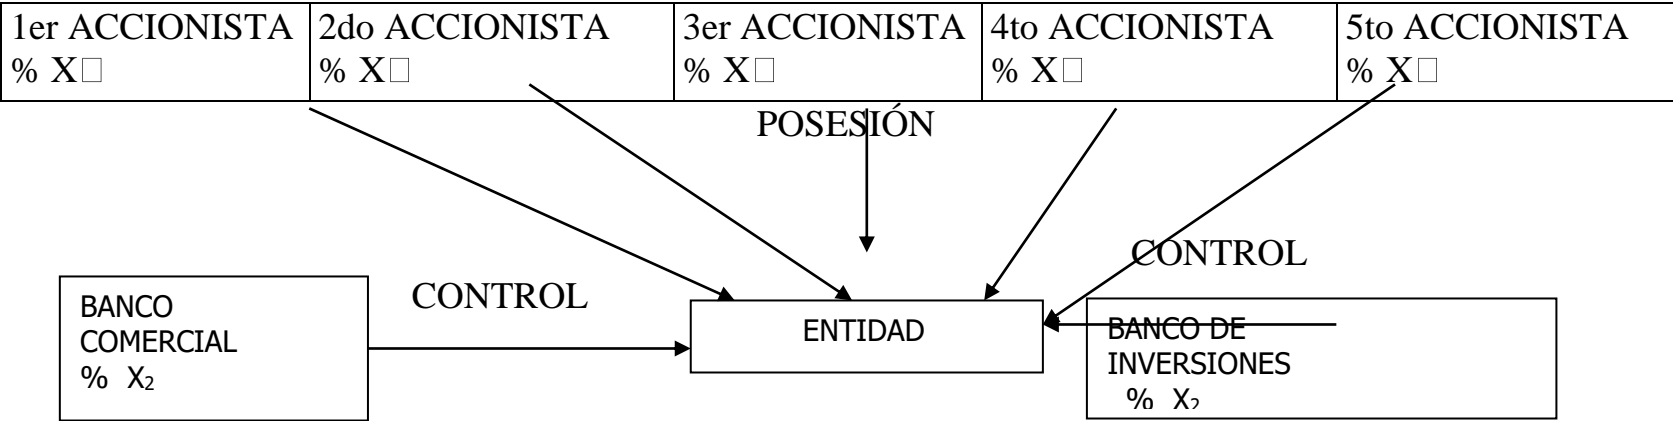 1er ACCIONISTA 2do ACCIONISTA 3er ACCIONISTA 4to ACCIONISTA 5to ACCIONISTA
% X□ % X□ % X□ % X□ % X□
POSESIÓN
CONTROL
CONTROL
BANCO
COMERCIAL
% X₂
ENTIDAD
BANCO DE
INVERSIONES
% X₂